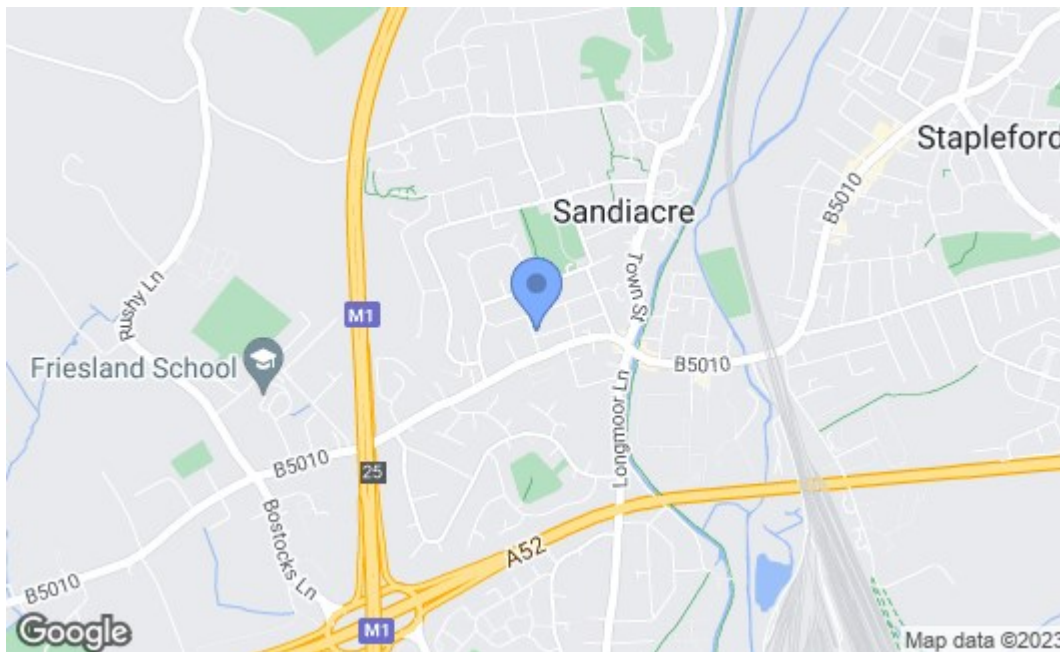 Stapleford
B5010
Sandiacre
Town St
Rushy Ln
M1
Friesland School
B5010
Longmoor Ln
B5010
25
Bostocks Ln
A52
B5010
M1
Google
Map data ©2023